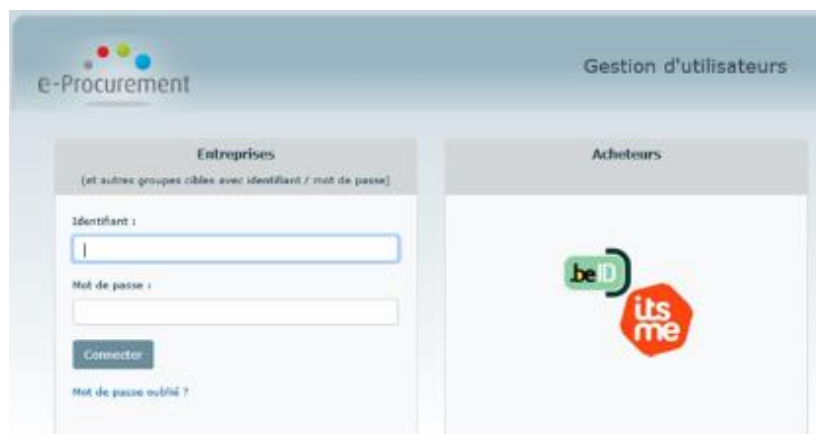 e-Procurement
Gestion d'utilisateurs
Entreprises
(et autres groupes cibles avec identifiant / mot de passe)
Identifiant :
Mot de passe :
Connecter
Mot de passe oublié ?
Acheteurs
.beID
itsme